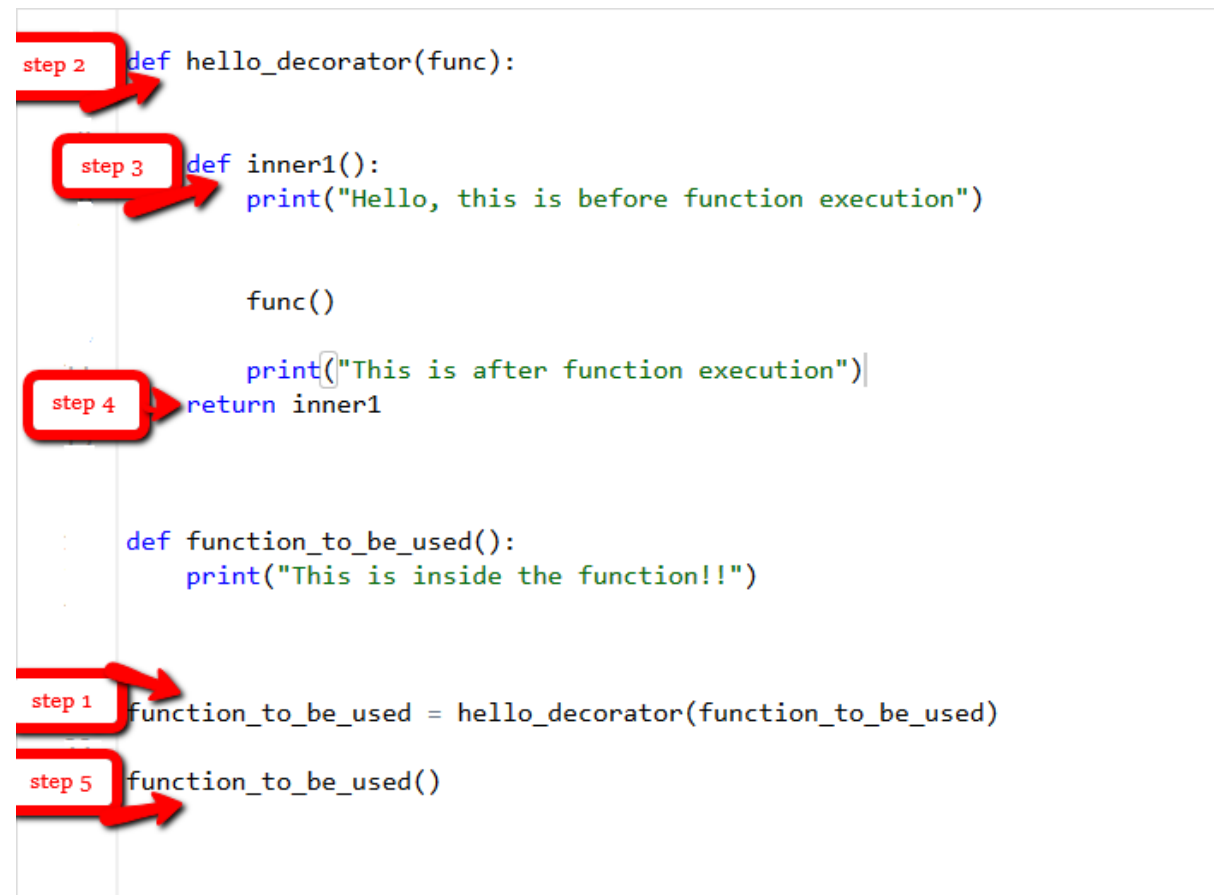 step 2 def hello_decorator(func):
step 3 def inner1():
print("Hello, this is before function execution")
func()
print("This is after function execution")
step 4 return inner1
def function_to_be_used():
print("This is inside the function!!")
step 1 function_to_be_used = hello_decorator(function_to_be_used)
step 5 function_to_be_used()